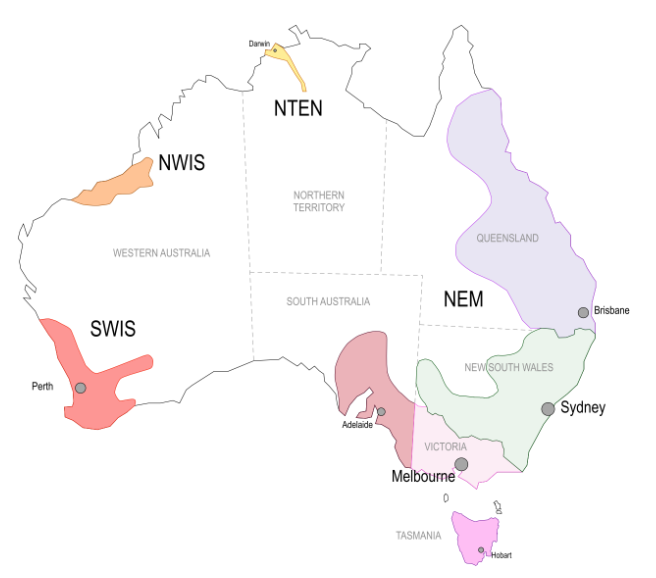 Darwin
NTEN
NWIS
NORTHERN
TERRITORY
QUEENSLAND
WESTERN AUSTRALIA
SOUTH AUSTRALIA
NEM
Brisbane
SWIS
NEW SOUTH WALES
Perth
Sydney
Adelaide
VICTORIA
Melbourne
TASMANIA
Hobart